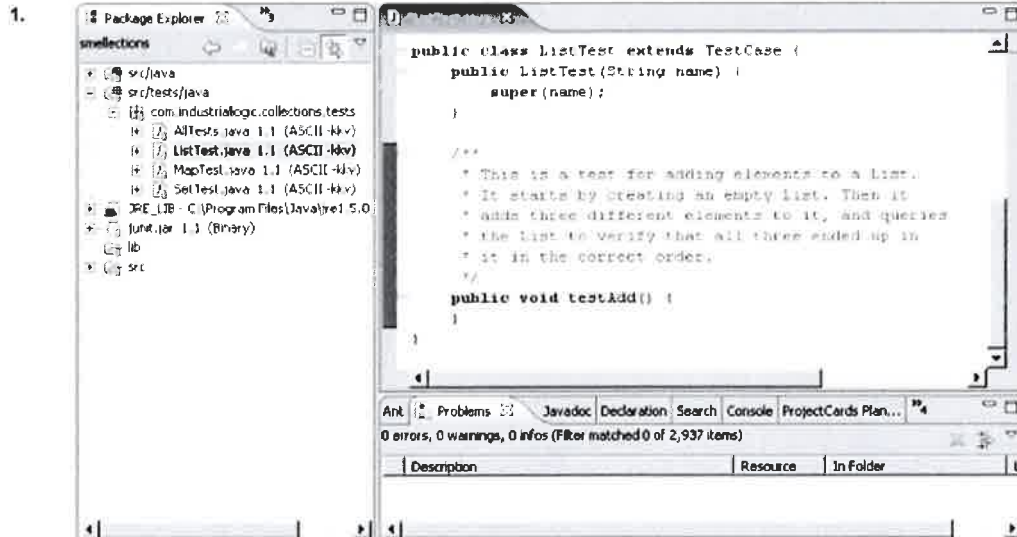 1.
Package Explorer
3
smellections
src/java
src/tests/java
com.industriallogic.collections.tests
AllTests.java 1.1 (ASCII -kkv)
ListTest.java 1.1 (ASCII -kkv)
MapTest.java 1.1 (ASCII -kkv)
SetTest.java 1.1 (ASCII -kkv)
JRE_LIB - C:\Program Files\Java\jre1.5.0
junit.jar 1.1 (Binary)
lib
src
public class ListTest extends TestCase {
public ListTest(String name) {
super(name);
}
/**
* This is a test for adding elements to a List.
* It starts by creating an empty List. Then it
* adds three different elements to it, and queries
* the List to verify that all three ended up in
* it in the correct order.
*/
public void testAdd() {
}
}
Ant Problems Javadoc Declaration Search Console ProjectCards Plan... 4
0 errors, 0 warnings, 0 infos (Filter matched 0 of 2,937 items)
Description Resource In Folder